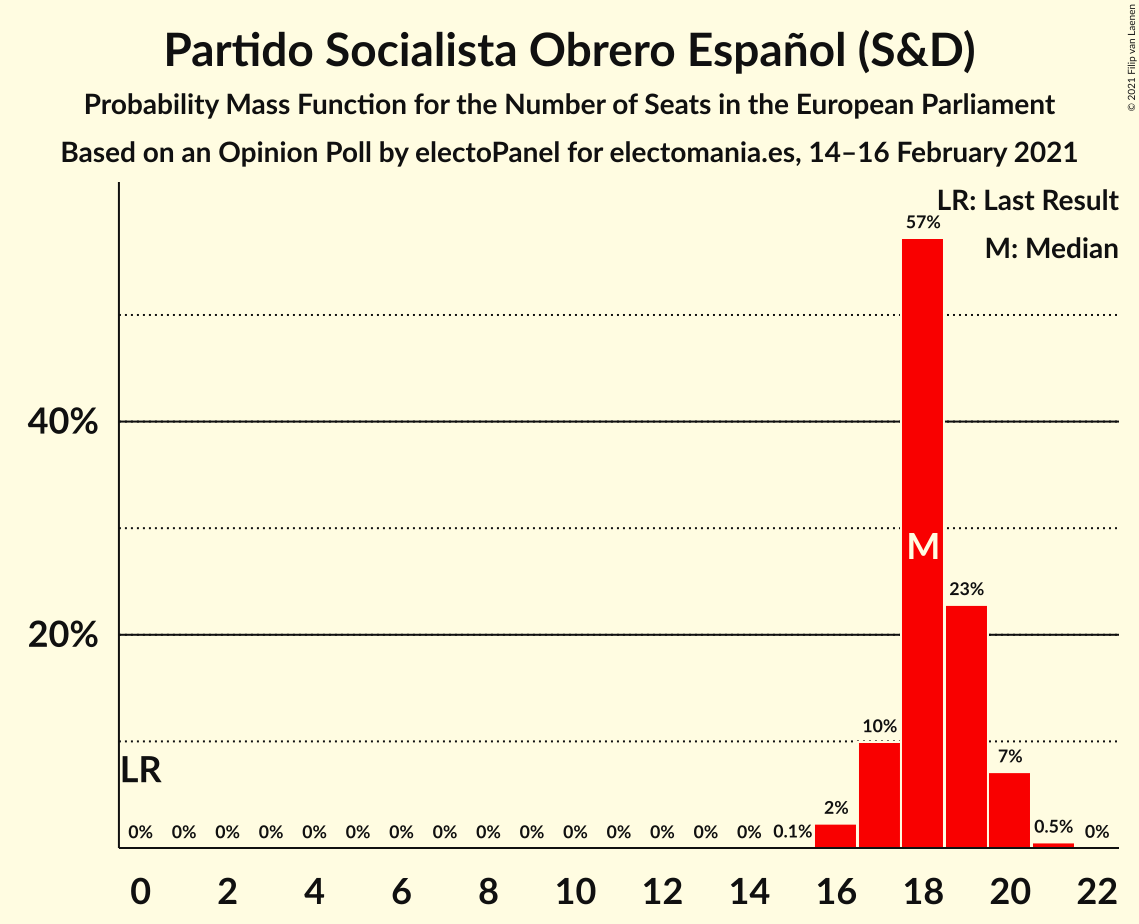 Partido Socialista Obrero Español (S&D)
Probability Mass Function for the Number of Seats in the European Parliament
Based on an Opinion Poll by electoPanel for electomania.es, 14–16 February 2021
© 2021 Filip van Laenen
LR: Last Result
M: Median
57%
40%
M
23%
20%
10%
LR
7%
2%
0% 0% 0% 0% 0% 0% 0% 0% 0% 0% 0% 0% 0% 0% 0% 0.1% 0.5% 0%
0 2 4 6 8 10 12 14 16 18 20 22